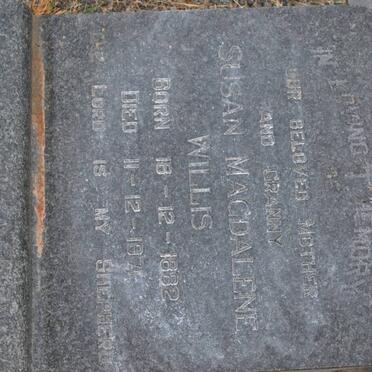 IN MEMORY
OUR BELOVED MOTHER
AND GRANNY
SUSAN MAGDALENE
WILLIS
BORN 18-12-1882
DIED 11-12-1974
THE LORD IS MY SHEPHERD